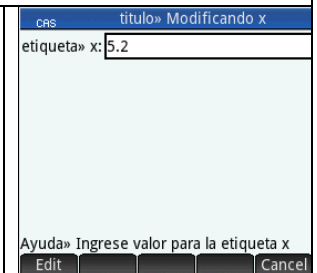 CAS
titulo» Modificando x
etiqueta» x: 5.2
Ayuda» Ingrese valor para la etiqueta x
Edit Cancel